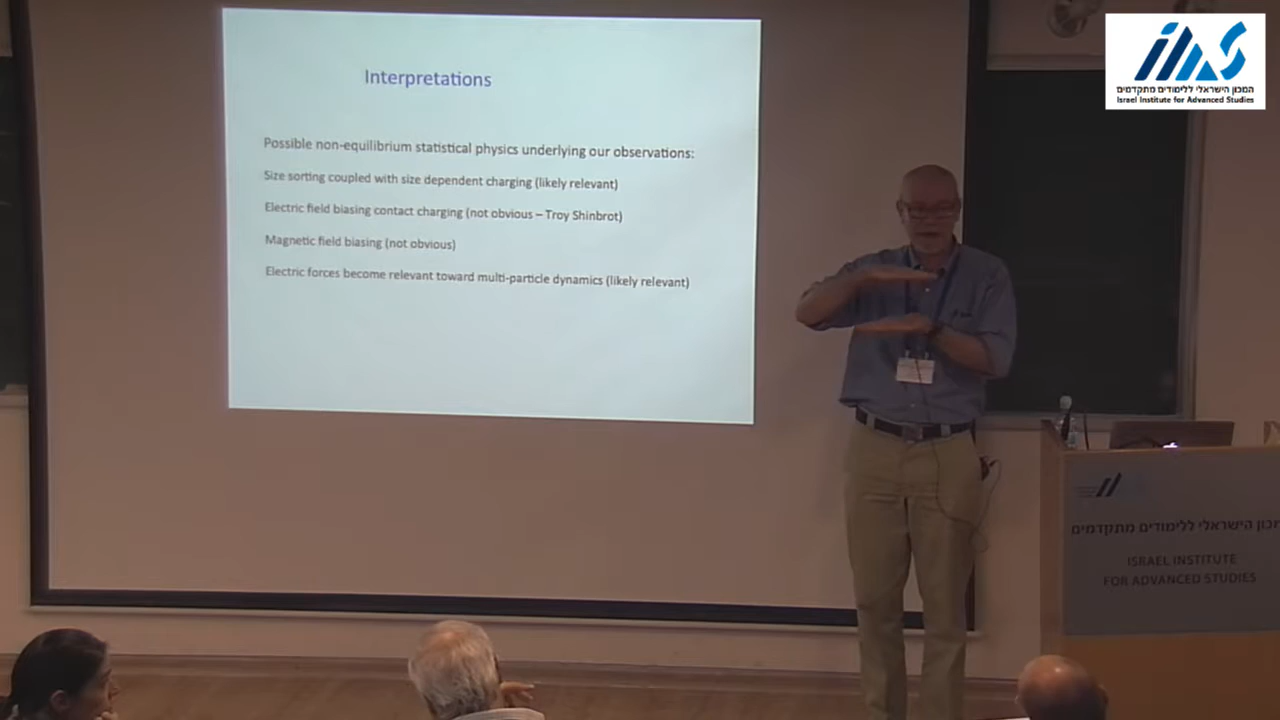 Interpretations
Possible non-equilibrium statistical physics underlying our observations:
Size sorting coupled with size dependent charging (likely relevant)
Electric field biasing contact charging (not obvious – Troy Shinbrot)
Magnetic field biasing (not obvious)
Electric forces become relevant toward multi-particle dynamics (likely relevant)
המכון הישראלי ללימודים מתקדמים
Israel Institute for Advanced Studies
המכון הישראלי ללימודים מתקדמים
ISRAEL INSTITUTE
FOR ADVANCED STUDIES